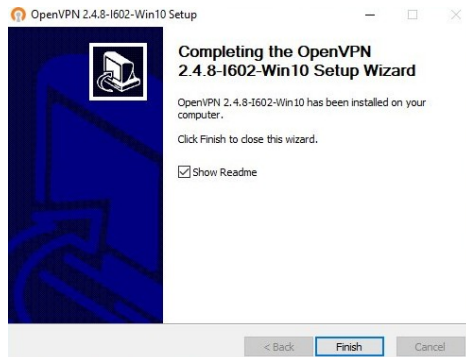 OpenVPN 2.4.8-I602-Win10 Setup
Completing the OpenVPN
2.4.8-I602-Win10 Setup Wizard
OpenVPN 2.4.8-I602-Win10 has been installed on your
computer.
Click Finish to close this wizard.
Show Readme
< Back
Finish
Cancel